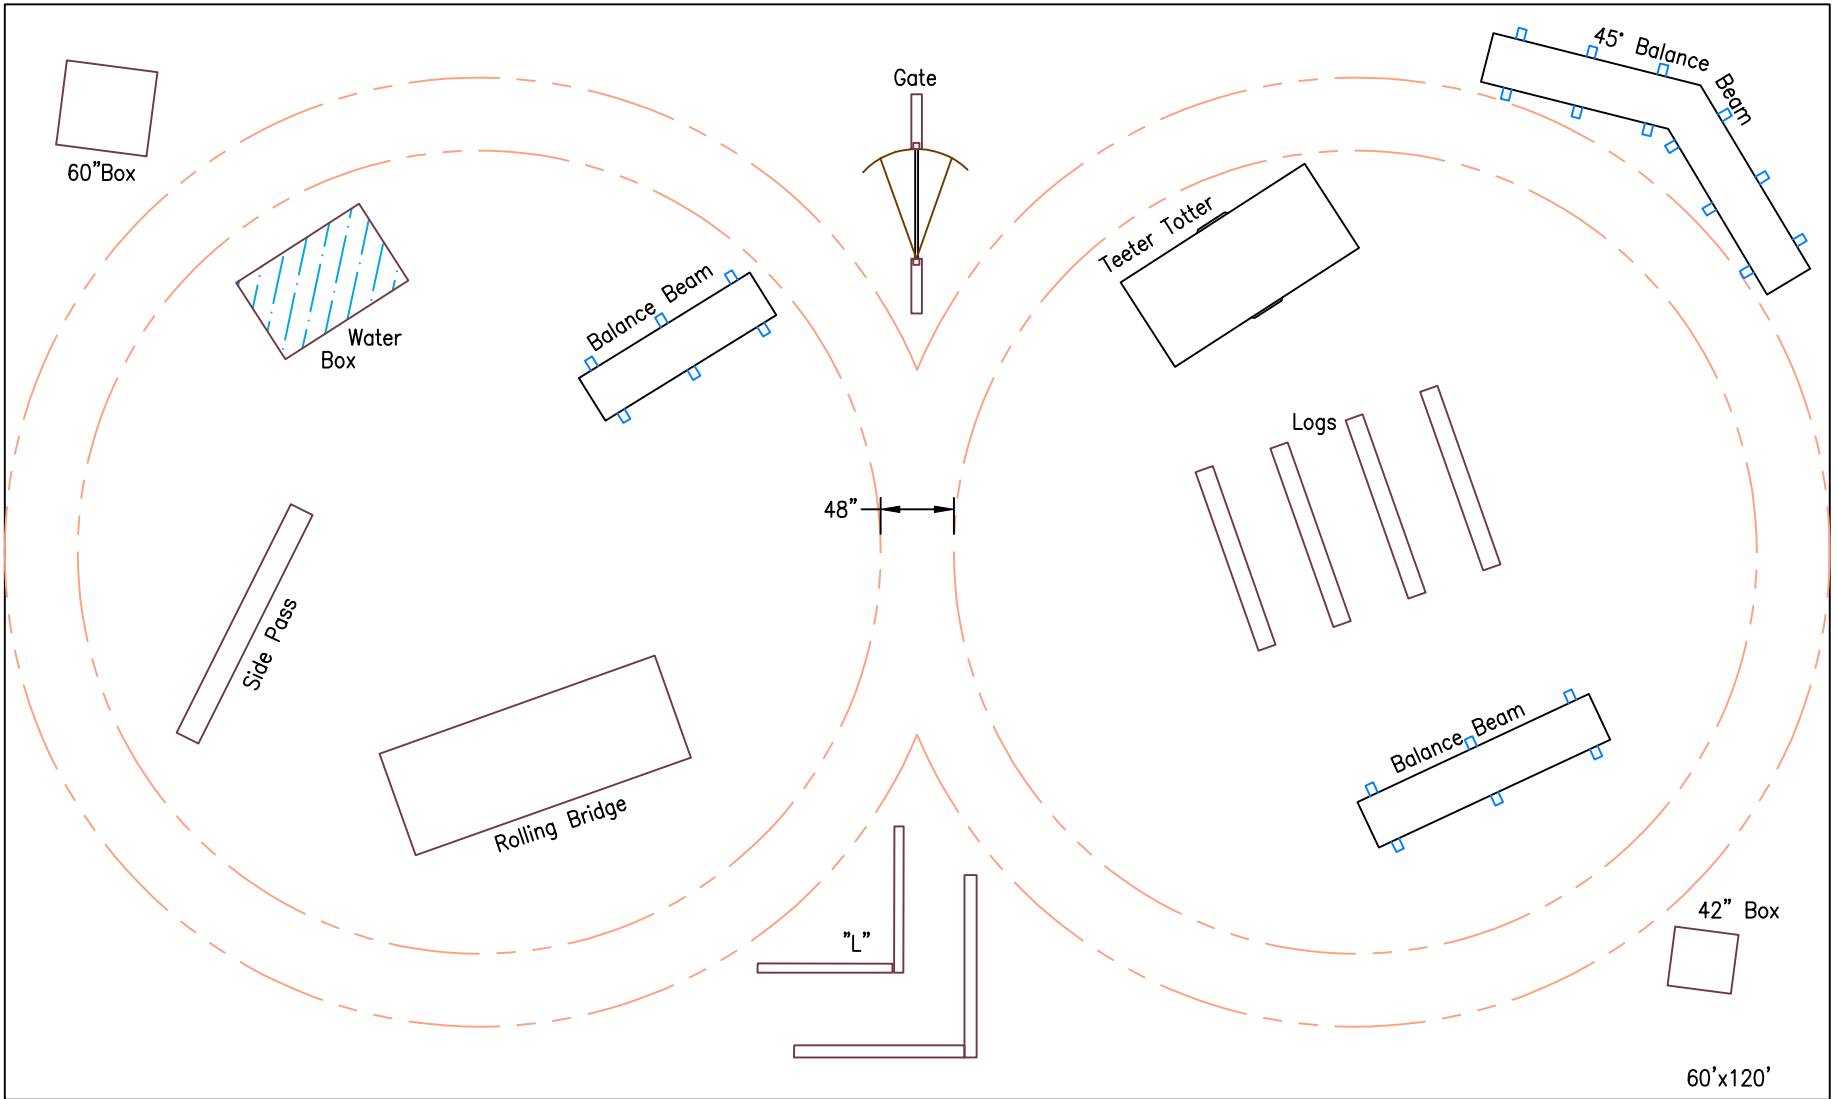 45° Balance Beam
Gate
60"Box
Teeter Totter
Balance Beam
Water
Box
Logs
48"
Side Pass
Balance Beam
Rolling Bridge
42" Box
"L"
60'x120'